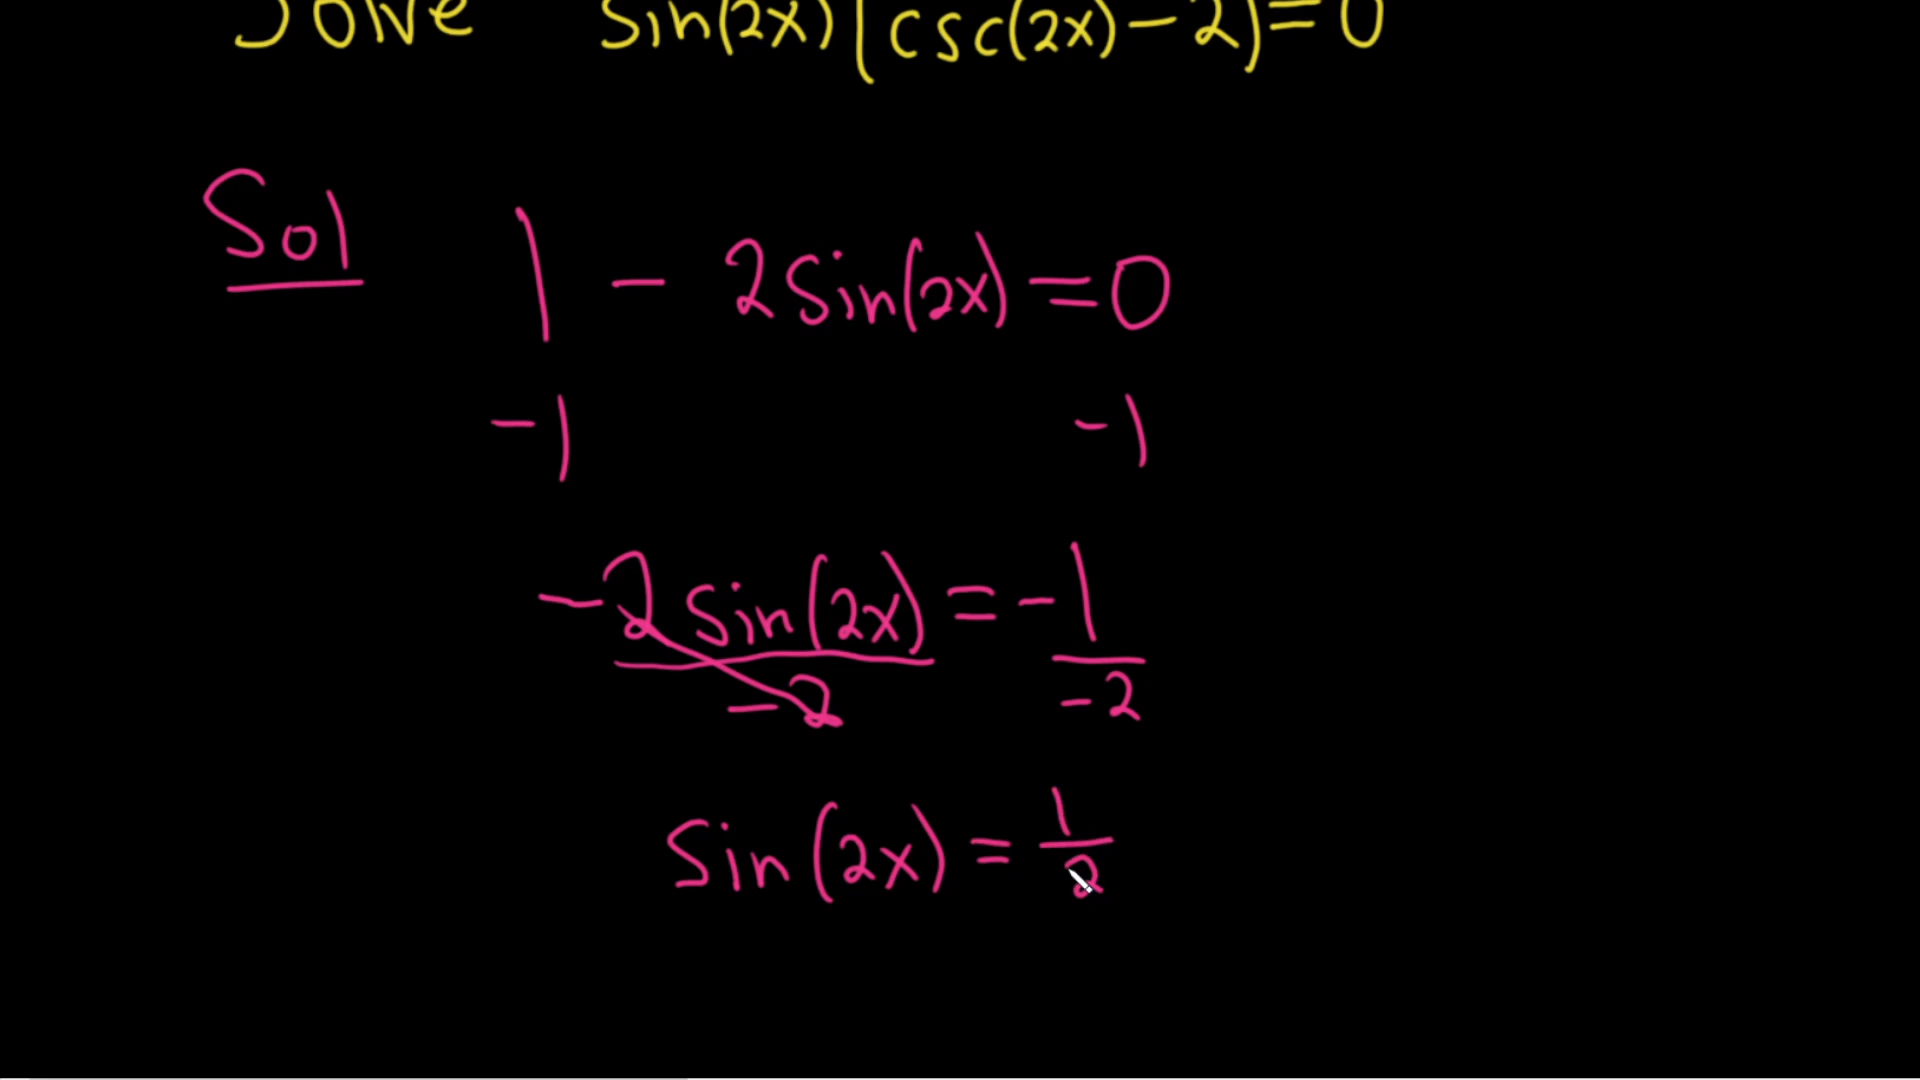 Solve sin(2x)(csc(2x)-2)=0
Sol 1 - 2sin(2x)=0
-1 -1
-2sin(2x) = -1
-2 -2
sin(2x) = 1/2